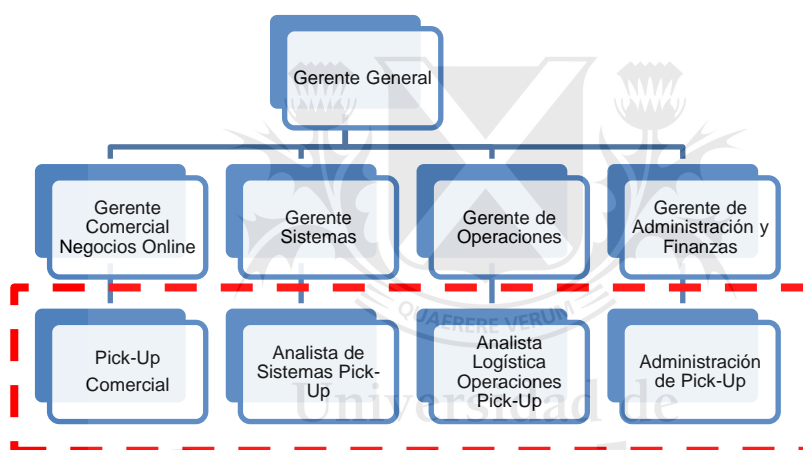 Gerente General
Gerente
Comercial
Negocios Online
Gerente
Sistemas
Gerente de
Operaciones
Gerente de
Administración y
Finanzas
QUAERERE VERUM
Pick-Up
Comercial
Analista de
Sistemas Pick-
Up
Analista
Logística
Operaciones
Pick-Up
Administración
de Pick-Up
Universidad de